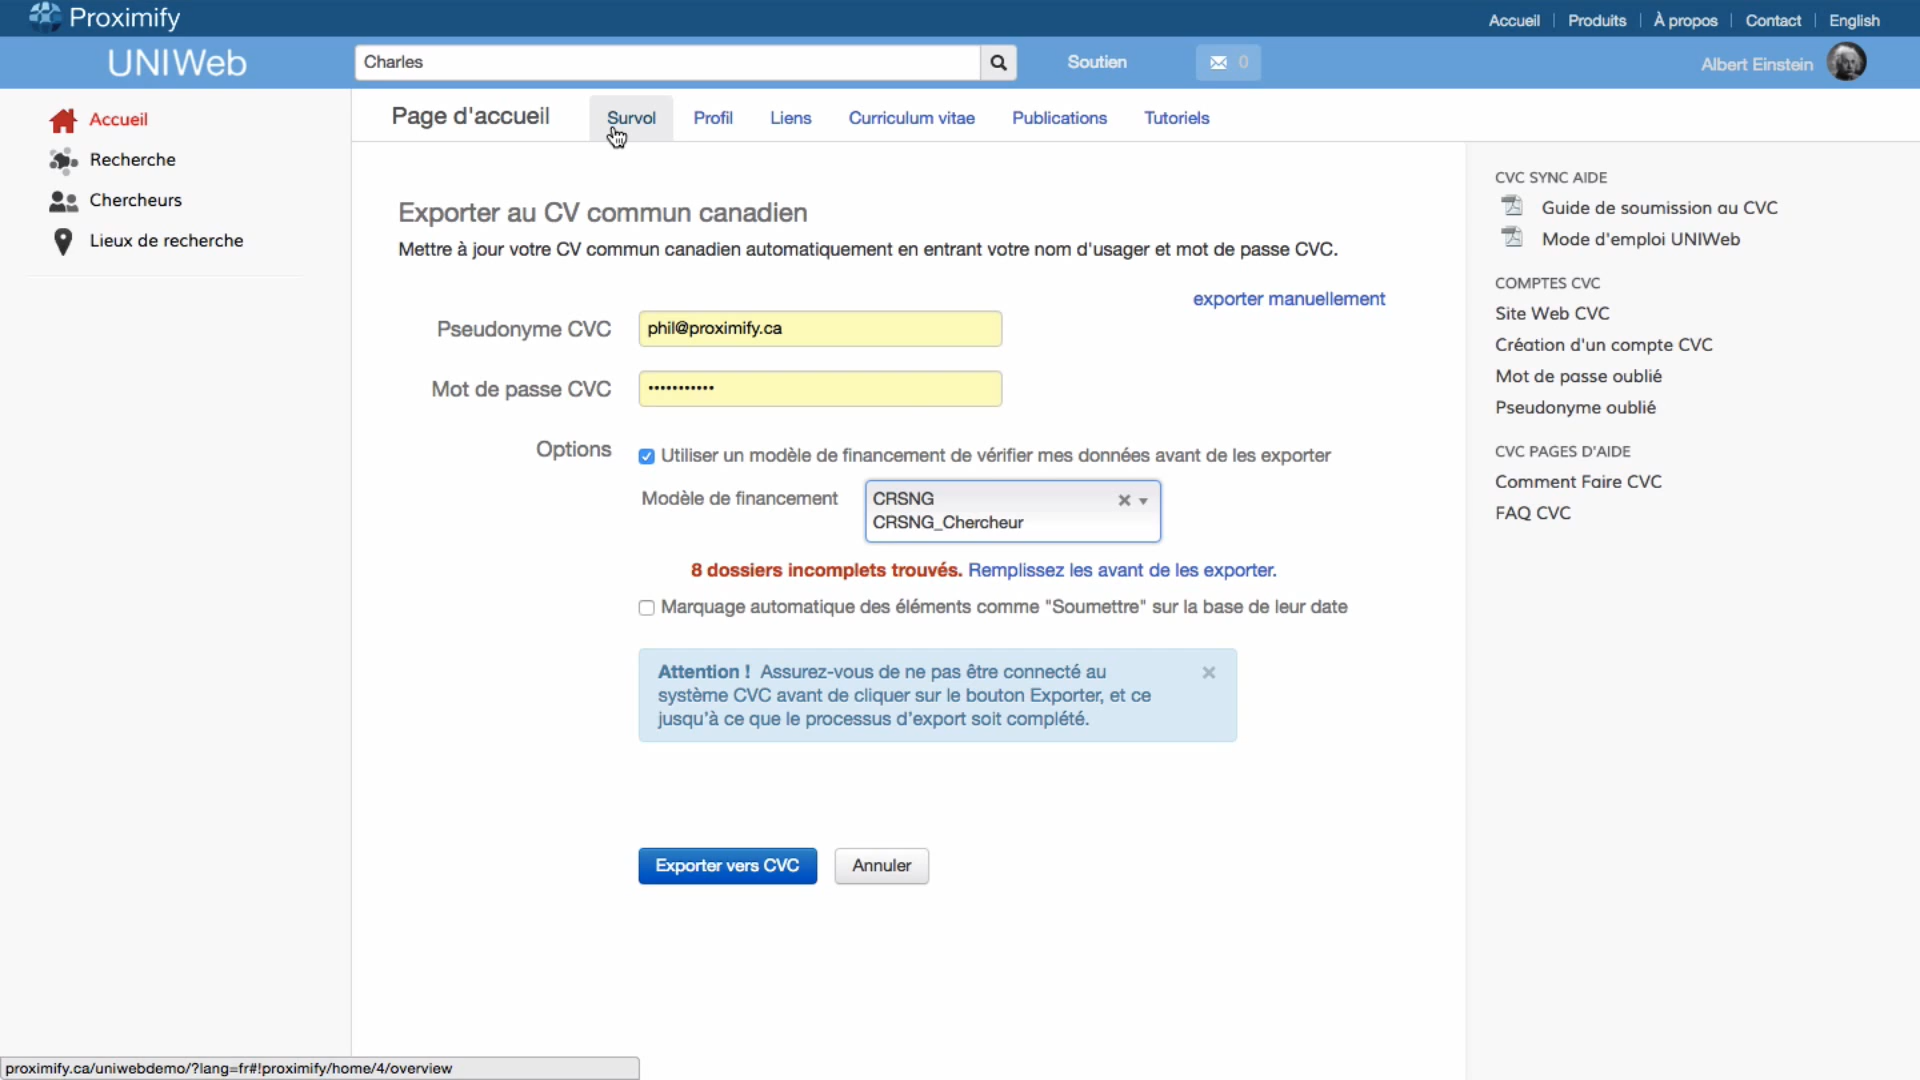 Proximify
Accueil
Produits
À propos
Contact
English
UNIWeb
Charles
Soutien
0
Albert Einstein
Accueil
Recherche
Chercheurs
Lieux de recherche
Page d'accueil
Survol
Profil
Liens
Curriculum vitae
Publications
Tutoriels
Exporter au CV commun canadien
Mettre à jour votre CV commun canadien automatiquement en entrant votre nom d'usager et mot de passe CVC.
exporter manuellement
Pseudonyme CVC
phil@proximify.ca
Mot de passe CVC
•••••••••••
Options
Utiliser un modèle de financement de vérifier mes données avant de les exporter
Modèle de financement
CRSNG
CRSNG_Chercheur
8 dossiers incomplets trouvés. Remplissez les avant de les exporter.
Marquage automatique des éléments comme "Soumettre" sur la base de leur date
Attention ! Assurez-vous de ne pas être connecté au
système CVC avant de cliquer sur le bouton Exporter, et ce
jusqu'à ce que le processus d'export soit complété.
Exporter vers CVC
Annuler
CVC SYNC AIDE
Guide de soumission au CVC
Mode d'emploi UNIWeb
COMPTES CVC
Site Web CVC
Création d'un compte CVC
Mot de passe oublié
Pseudonyme oublié
CVC PAGES D'AIDE
Comment Faire CVC
FAQ CVC
proximify.ca/uniwebdemo/?lang=fr#!proximify/home/4/overview